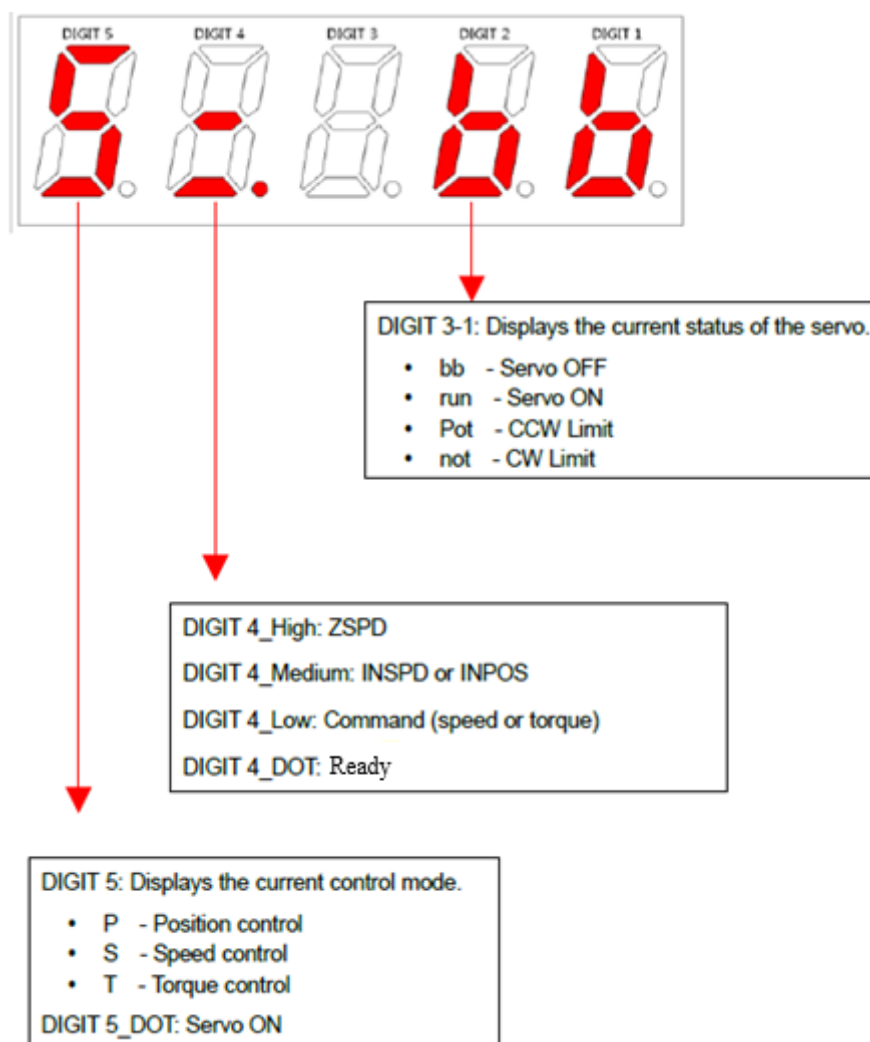 DIGIT 5 DIGIT 4 DIGIT 3 DIGIT 2 DIGIT 1
S bb
DIGIT 3-1: Displays the current status of the servo.
• bb - Servo OFF
• run - Servo ON
• Pot - CCW Limit
• not - CW Limit
DIGIT 4_High: ZSPD
DIGIT 4_Medium: INSPD or INPOS
DIGIT 4_Low: Command (speed or torque)
DIGIT 4_DOT: Ready
DIGIT 5: Displays the current control mode.
• P - Position control
• S - Speed control
• T - Torque control
DIGIT 5_DOT: Servo ON